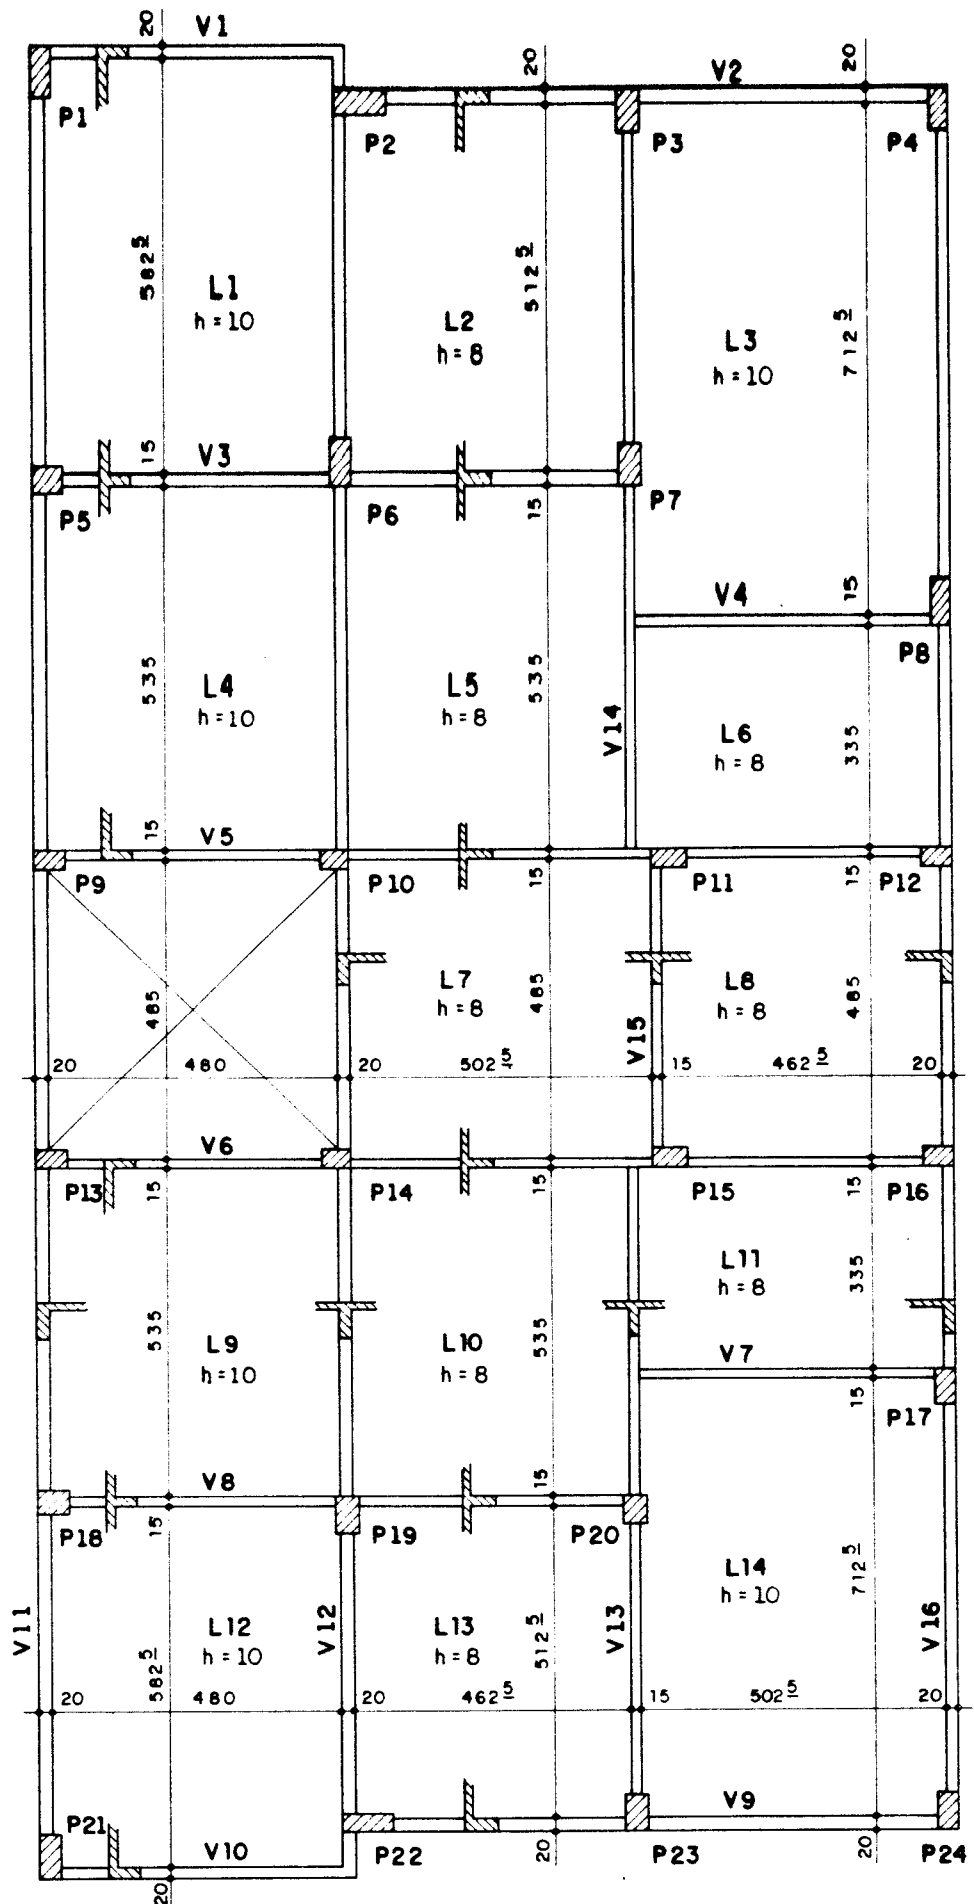 20 V1
20 V2 20
P1 P2 P3 P4
582 5
512 5
712 5
L1
h=10
L2
h=8
L3
h=10
15 V3
P5 P6 15 P7
V4 15
P8
L4
h=10
535
L5
h=8
535
V14
L6
h=8
335
15 V5
P9 P10 15 P11 15 P12
L7
h=8
L8
h=8
485 485 485
V15
20 480 20 502 5 15 462 5 20
V6
P13 15 P14 15 P15 15 P16
L11
h=8
335
L9
h=10
535
L10
h=8
535
V7
15 P17
V8 15
P18 15 P19 P20
L14
h=10
712 5
V11
L12
h=10
582 5
V12
L13
h=8
512 5
V13
V16
20 480 20 462 5 15 502 5 20
V9
P21
V10
20
P22 20 P23 20 P24